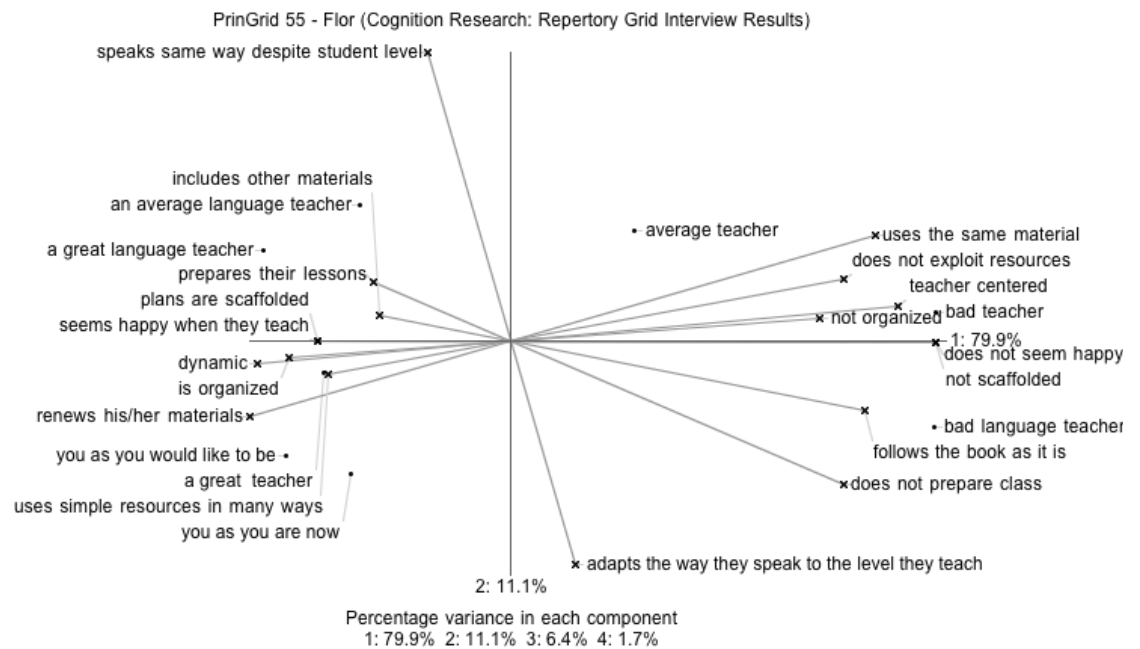 PrinGrid 55 - Flor (Cognition Research: Repertory Grid Interview Results)
speaks same way despite student level
includes other materials
an average language teacher
average teacher
uses the same material
a great language teacher
does not exploit resources
prepares their lessons
teacher centered
plans are scaffolded
bad teacher
seems happy when they teach
not organized
1: 79.9%
does not seem happy
dynamic
not scaffolded
is organized
renews his/her materials
bad language teacher
follows the book as it is
you as you would like to be
a great teacher
does not prepare class
uses simple resources in many ways
you as you are now
adapts the way they speak to the level they teach
2: 11.1%
Percentage variance in each component
1: 79.9% 2: 11.1% 3: 6.4% 4: 1.7%